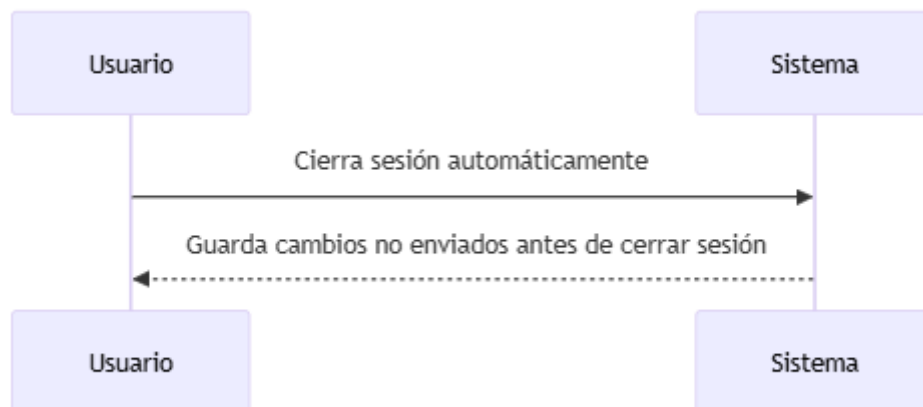 Usuario
Sistema
Cierra sesión automáticamente
Guarda cambios no enviados antes de cerrar sesión
Usuario
Sistema